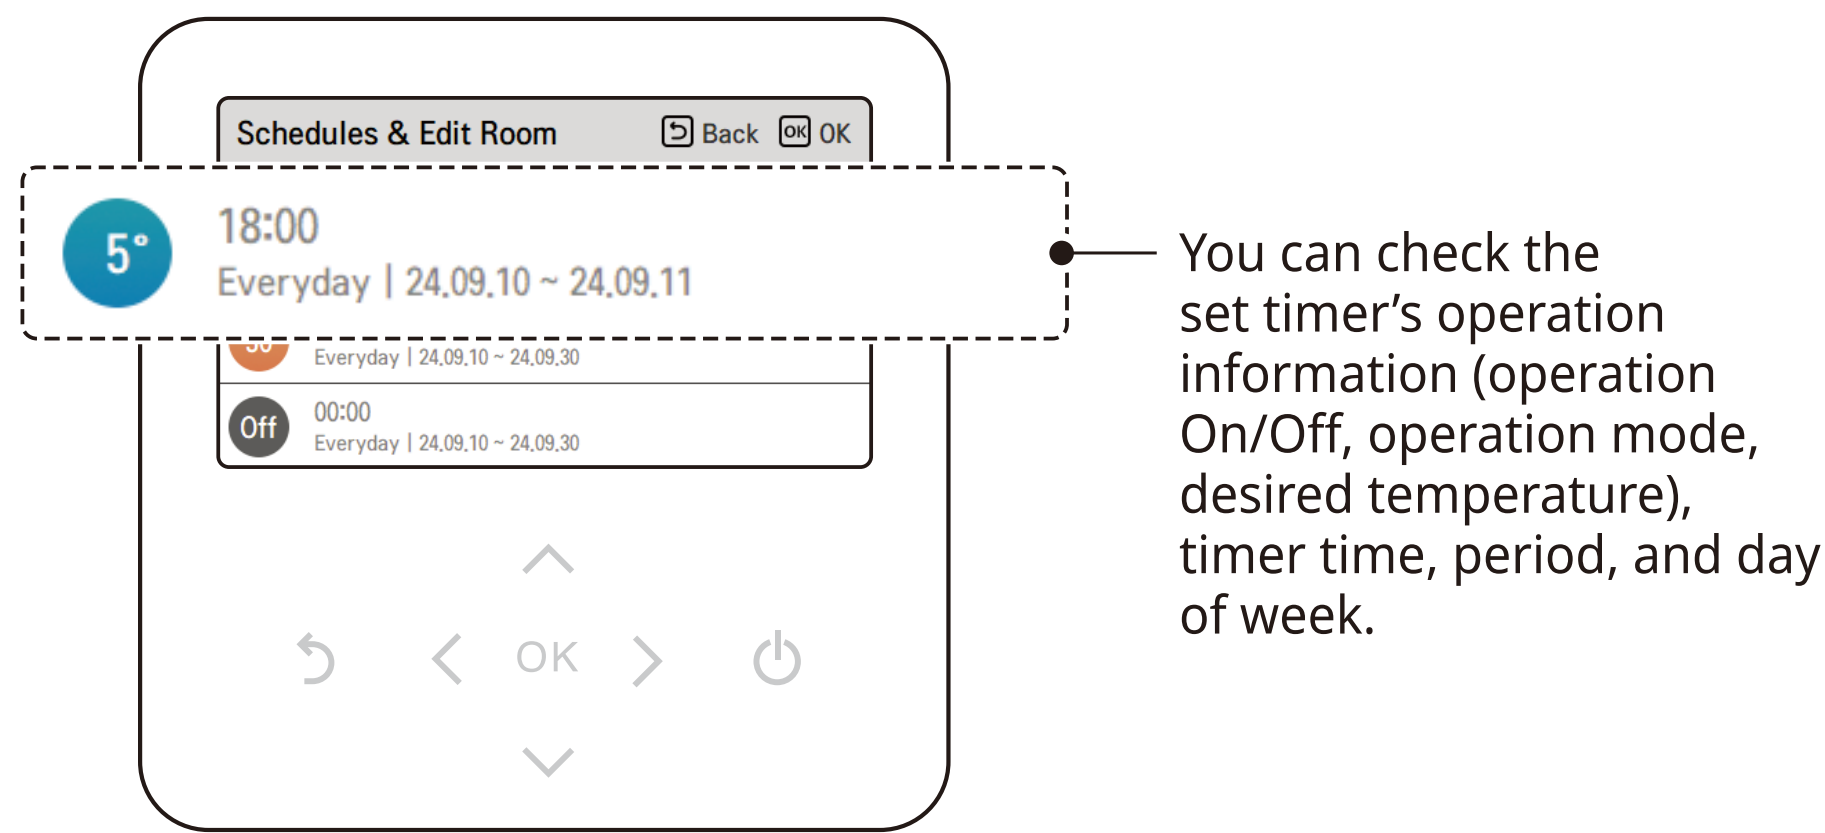 Schedules & Edit Room Back OK OK
5°
18:00
Everyday | 24.09.10 ~ 24.09.11
Everyday | 24.09.10 ~ 24.09.30
Off
00:00
Everyday | 24.09.10 ~ 24.09.30
OK
You can check the
set timer’s operation
information (operation
On/Off, operation mode,
desired temperature),
timer time, period, and day
of week.